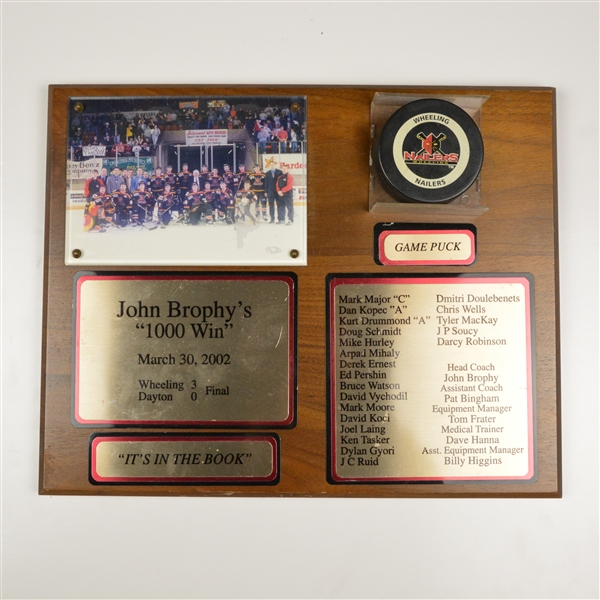 WHEELING
NAILERS
NAILERS
GAME PUCK
John Brophy's
"1000 Win"
March 30, 2002
Wheeling 3
Dayton 0
Final
"IT'S IN THE BOOK"
Mark Major "C"
Dan Kopec "A"
Kurt Drummond "A"
Doug Schmidt
Mike Hurley
Arpad Mihaly
Derek Ernest
Ed Pershin
Bruce Watson
David Vychodil
Mark Moore
David Koci
Joel Laing
Ken Tasker
Dylan Gyori
J C Ruid
Dmitri Doulebenets
Chris Wells
Tyler MacKay
J P Soucy
Darcy Robinson
Head Coach
John Brophy
Assistant Coach
Pat Bingham
Equipment Manager
Tom Frater
Medical Trainer
Dave Hanna
Asst. Equipment Manager
Billy Higgins